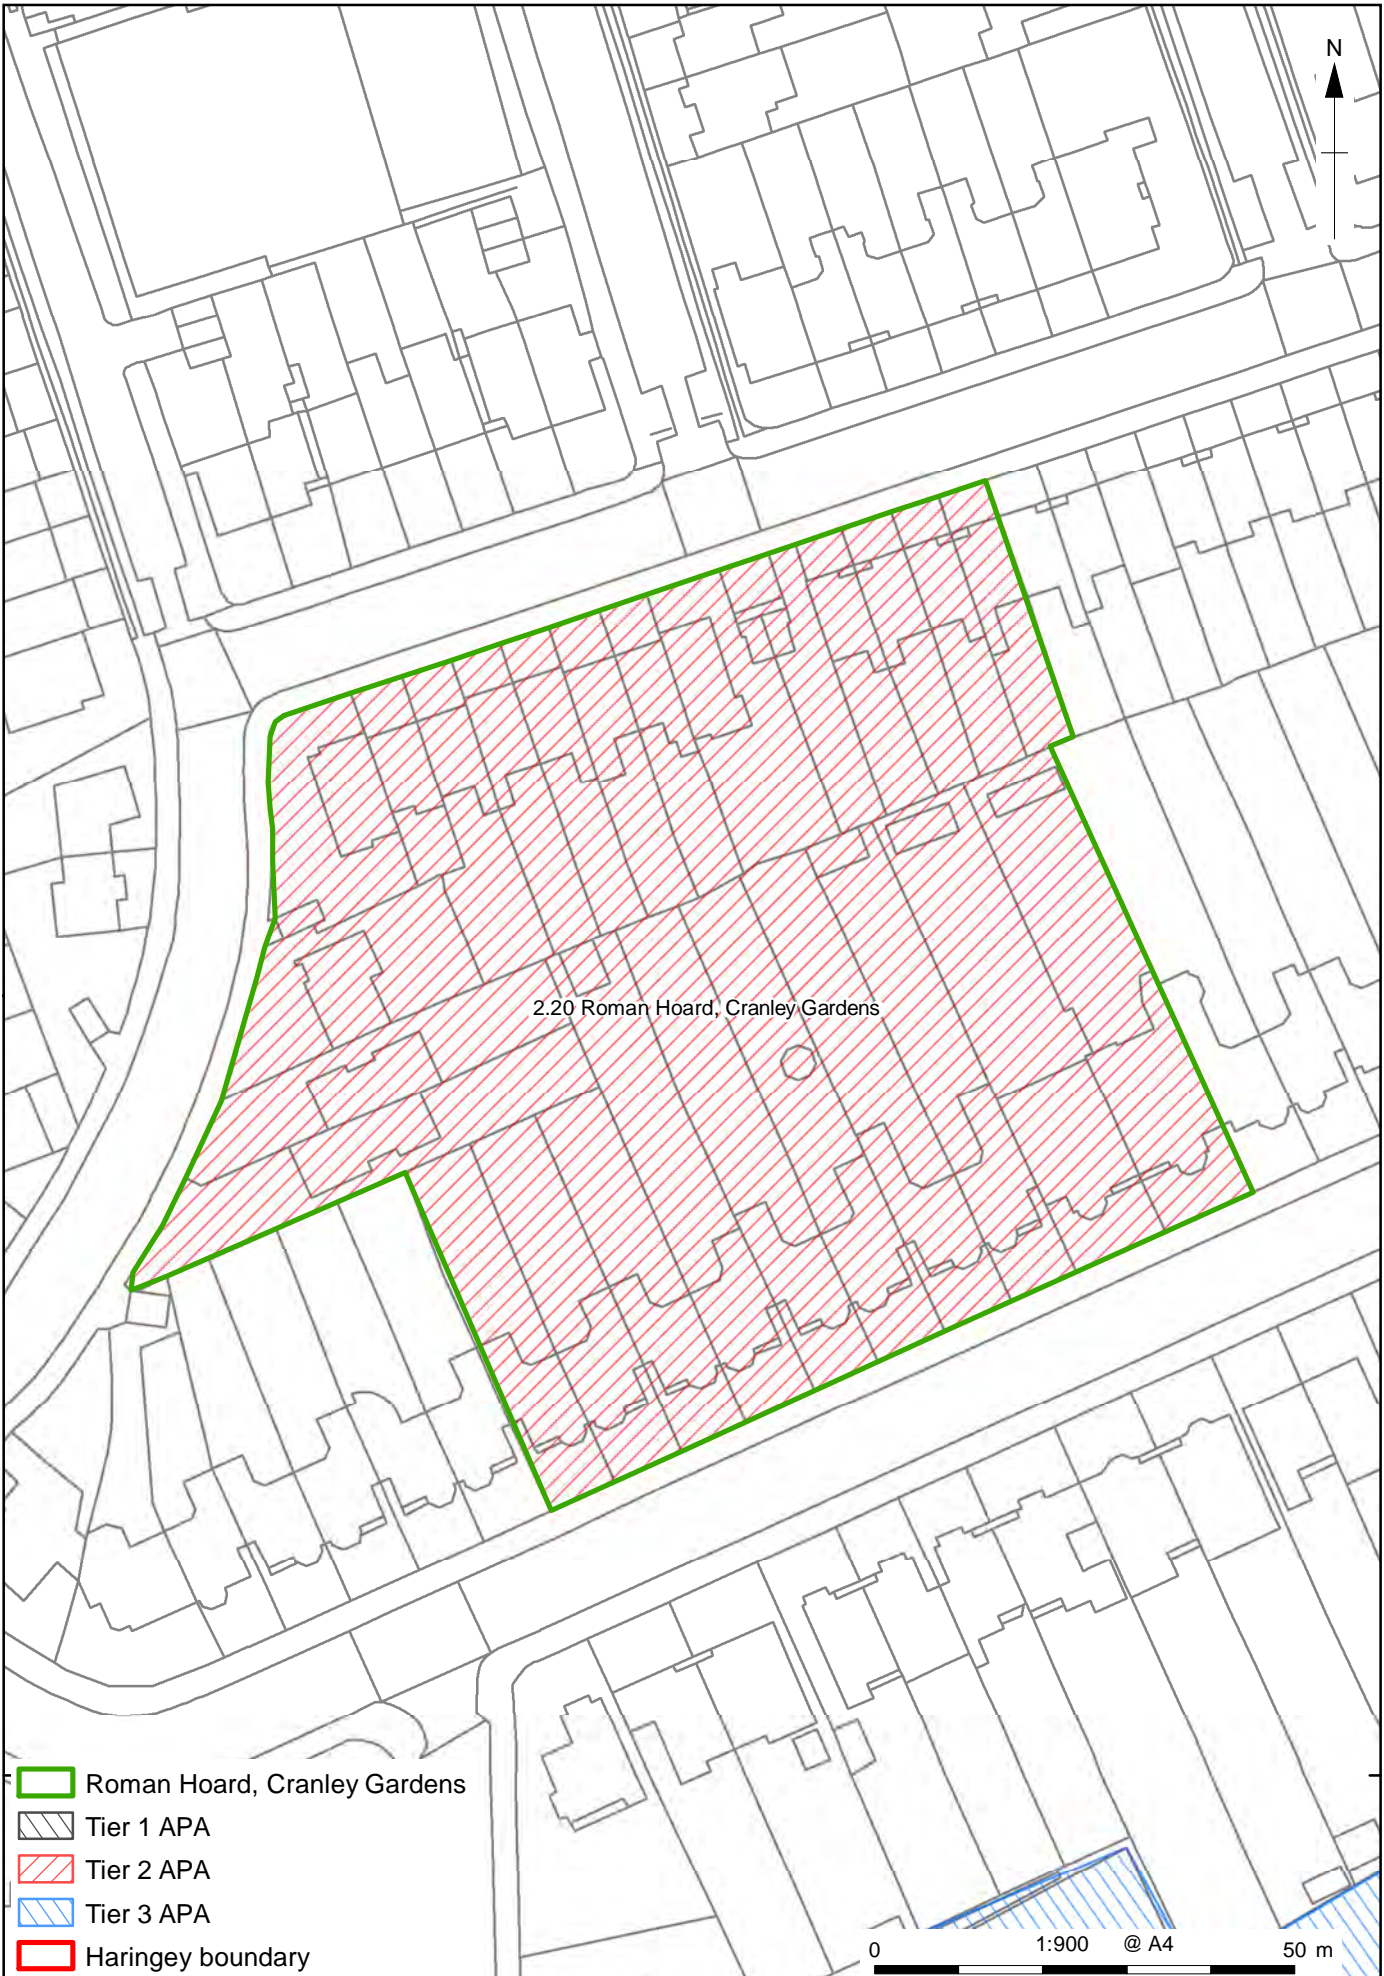 N
2.20 Roman Hoard, Cranley Gardens
Roman Hoard, Cranley Gardens
Tier 1 APA
Tier 2 APA
Tier 3 APA
Haringey boundary
0 1:900 @ A4 50 m